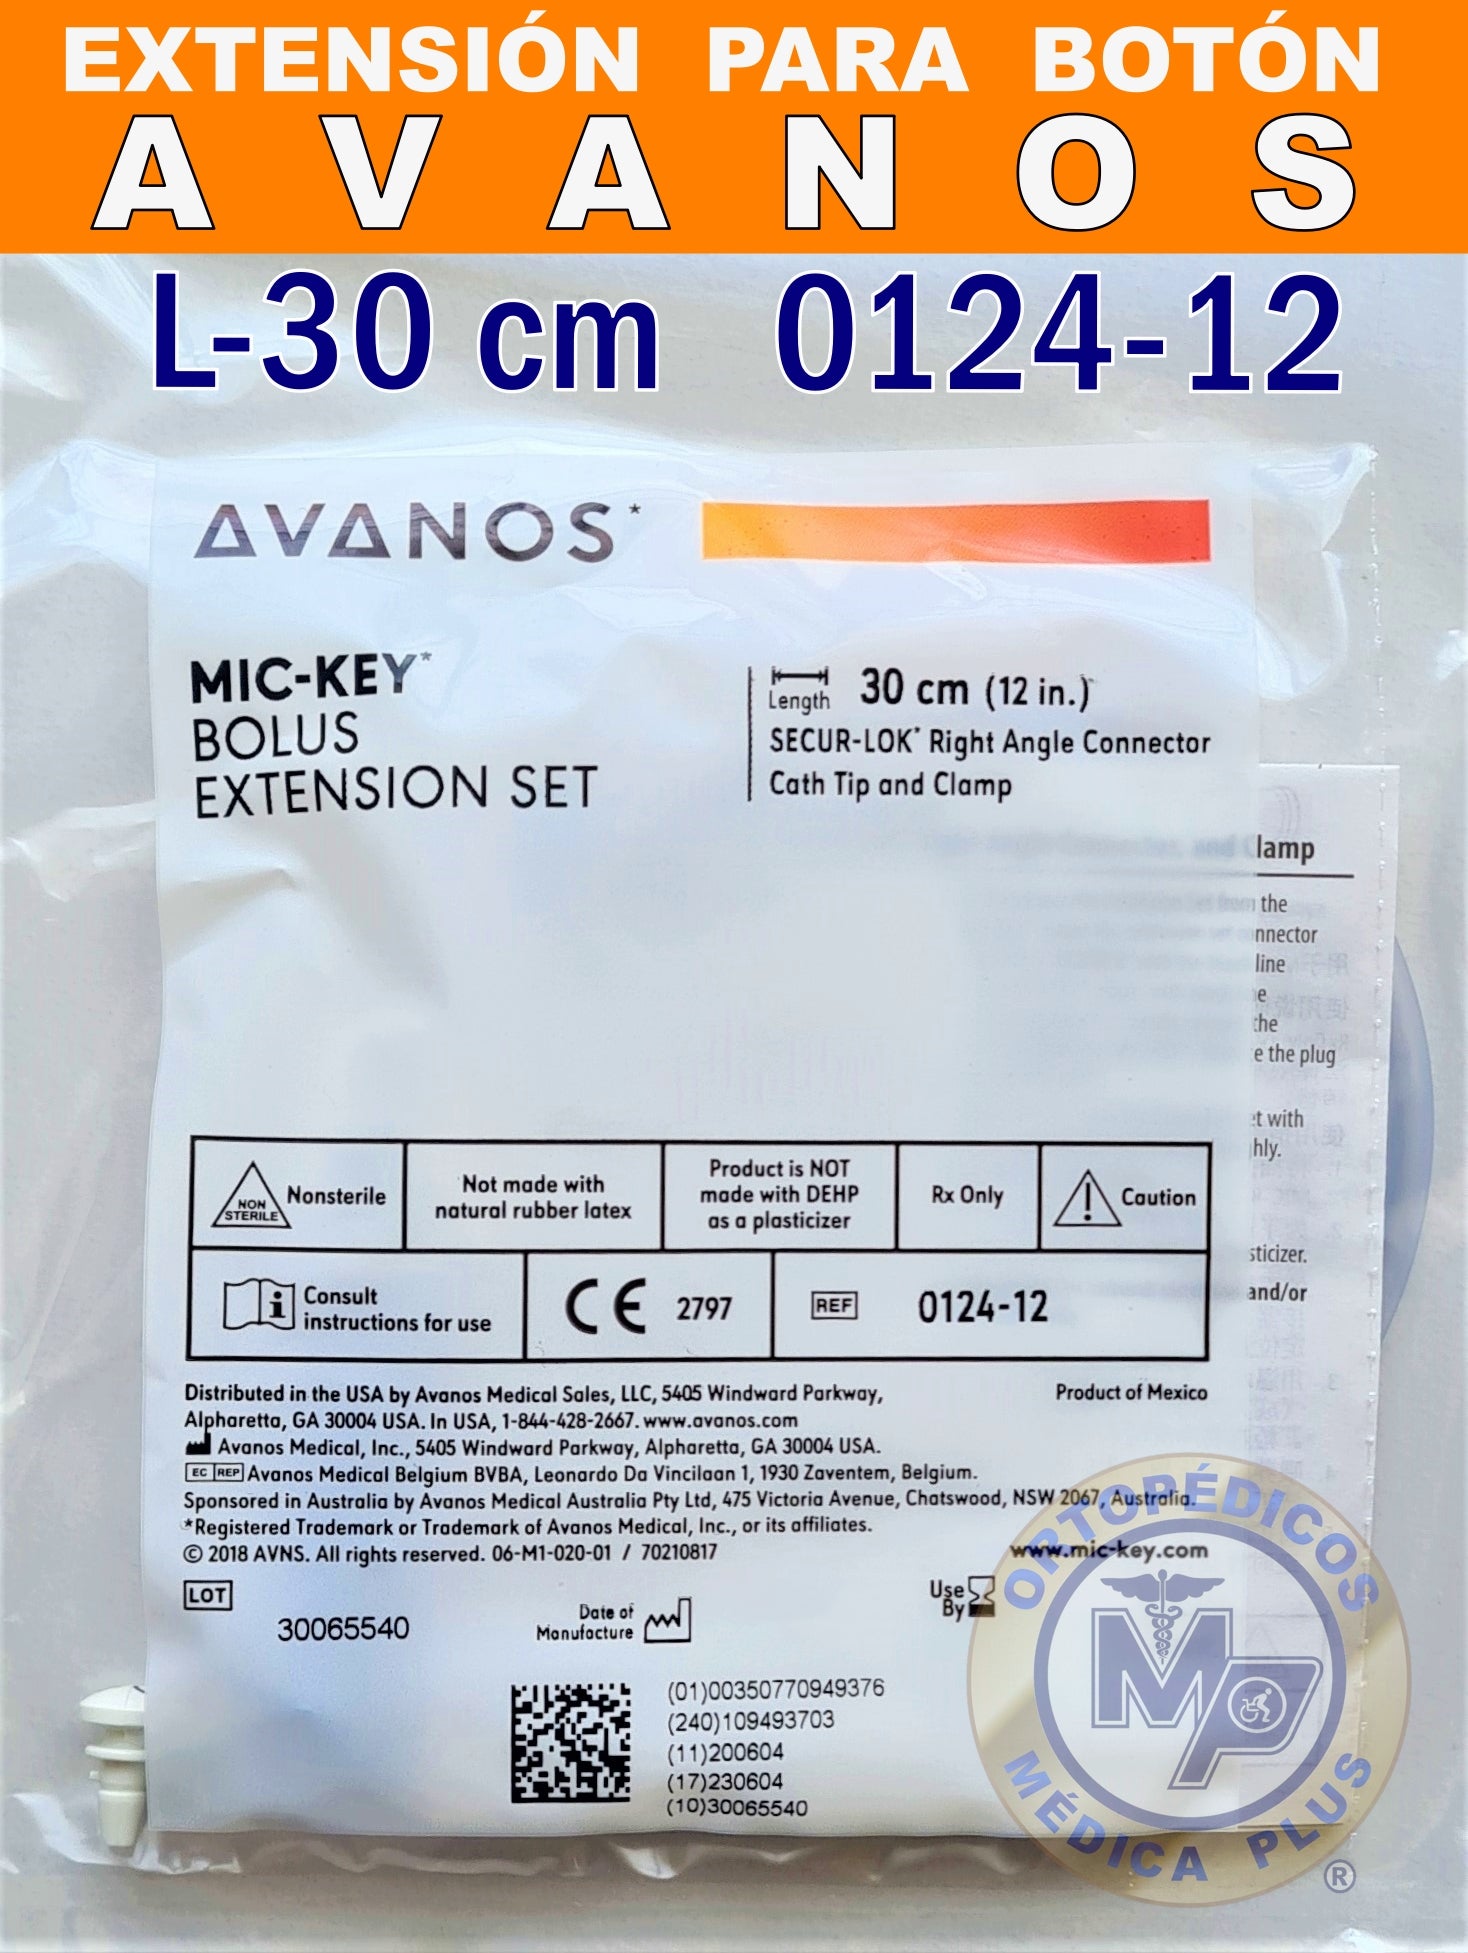 EXTENSIÓN PARA BOTÓN
AVANOS
L-30 cm 0124-12
AVANOS*
MIC-KEY*
BOLUS
EXTENSION SET
Length 30 cm (12 in.)
SECUR-LOK* Right Angle Connector
Cath Tip and Clamp
lamp
the
nnector
line
e
the
e the plug
et with
hly.
sticizer.
and/or
NON
STERILE
Nonsterile
Not made with
natural rubber latex
Product is NOT
made with DEHP
as a plasticizer
Rx Only
Caution
Consult
instructions for use
CE 2797
REF 0124-12
Distributed in the USA by Avanos Medical Sales, LLC, 5405 Windward Parkway,
Alpharetta, GA 30004 USA. In USA, 1-844-428-2667. www.avanos.com
Product of Mexico
Avanos Medical, Inc., 5405 Windward Parkway, Alpharetta, GA 30004 USA.
EC REP Avanos Medical Belgium BVBA, Leonardo Da Vincilaan 1, 1930 Zaventem, Belgium.
Sponsored in Australia by Avanos Medical Australia Pty Ltd, 475 Victoria Avenue, Chatswood, NSW 2067, Australia.
*Registered Trademark or Trademark of Avanos Medical, Inc., or its affiliates.
© 2018 AVNS. All rights reserved. 06-M1-020-01 / 70210817
www.mic-key.com
LOT
30065540
Date of
Manufacture
Use
By
(01)00350770949376
(240)109493703
(11)200604
(17)230604
(10)30065540
ORTOPÉDICOS
MP
MÉDICA PLUS
®